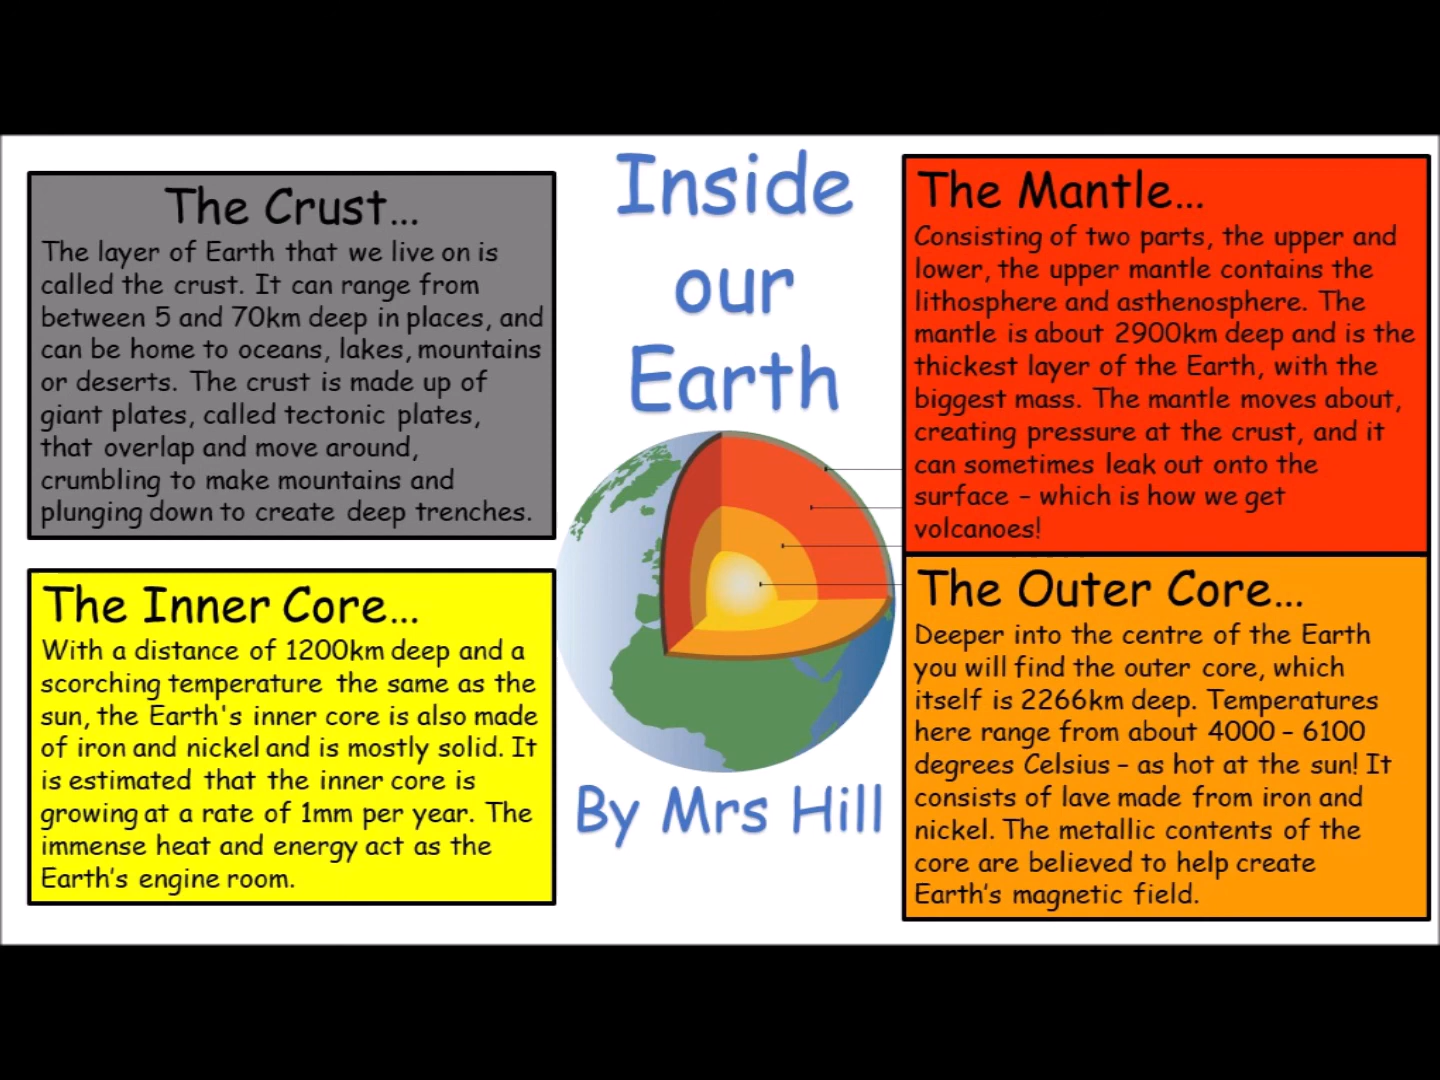 The Crust...
The layer of Earth that we live on is
called the crust. It can range from
between 5 and 70km deep in places, and
can be home to oceans, lakes, mountains
or deserts. The crust is made up of
giant plates, called tectonic plates,
that overlap and move around,
crumbling to make mountains and
plunging down to create deep trenches.
The Inner Core...
With a distance of 1200km deep and a
scorching temperature the same as the
sun, the Earth's inner core is also made
of iron and nickel and is mostly solid. It
is estimated that the inner core is
growing at a rate of 1mm per year. The
immense heat and energy act as the
Earth’s engine room.
Inside
our
Earth
By Mrs Hill
The Mantle...
Consisting of two parts, the upper and
lower, the upper mantle contains the
lithosphere and asthenosphere. The
mantle is about 2900km deep and is the
thickest layer of the Earth, with the
biggest mass. The mantle moves about,
creating pressure at the crust, and it
can sometimes leak out onto the
surface – which is how we get
volcanoes!
The Outer Core...
Deeper into the centre of the Earth
you will find the outer core, which
itself is 2266km deep. Temperatures
here range from about 4000 – 6100
degrees Celsius – as hot at the sun! It
consists of lave made from iron and
nickel. The metallic contents of the
core are believed to help create
Earth’s magnetic field.